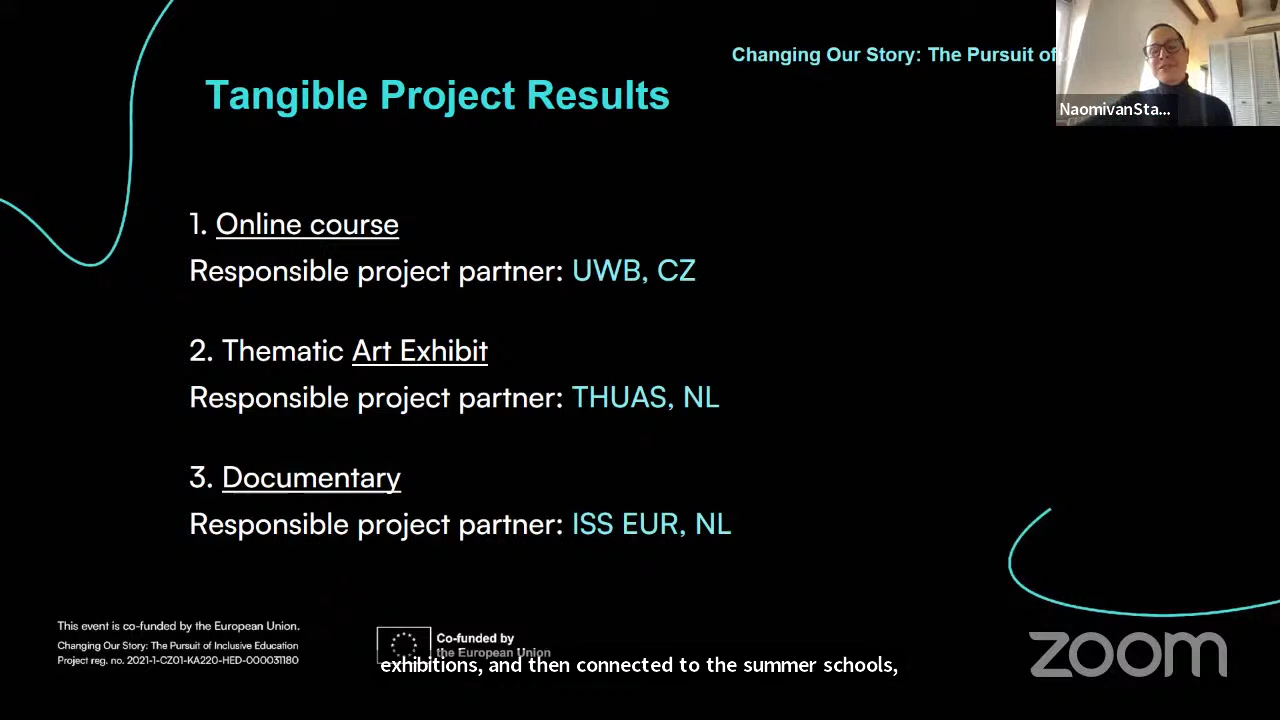 Changing Our Story: The Pursuit of
Tangible Project Results
NaomivanSta...
1. Online course
Responsible project partner: UWB, CZ
2. Thematic Art Exhibit
Responsible project partner: THUAS, NL
3. Documentary
Responsible project partner: ISS EUR, NL
This event is co-funded by the European Union.
Changing Our Story: The Pursuit of Inclusive Education
Project reg. no. 2021-1-CZ01-KA220-HED-000031180
Co-funded by
the European Union
exhibitions, and then connected to the summer schools,
zoom